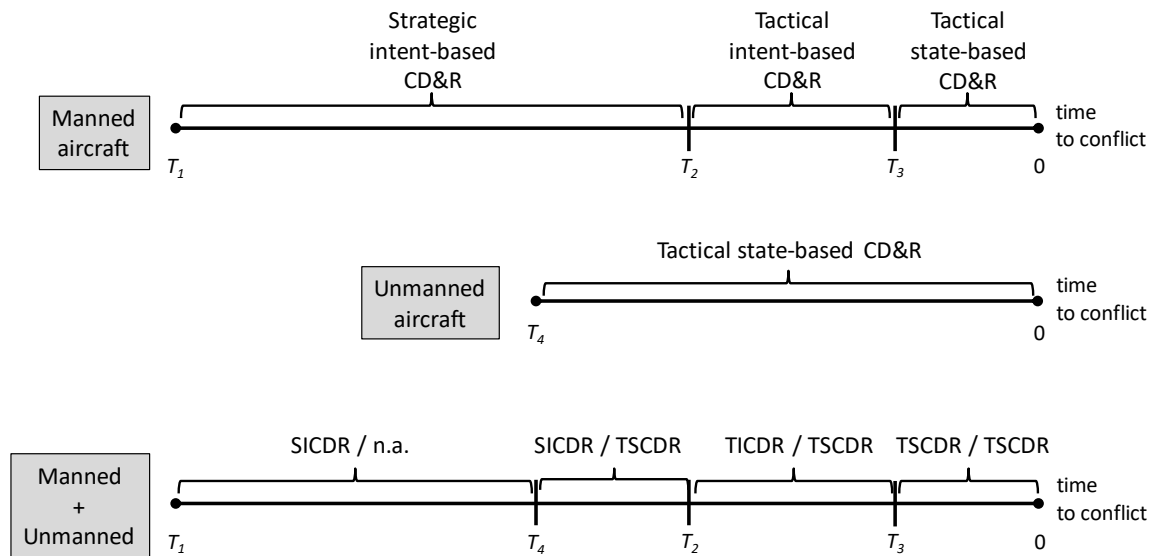 Strategic
intent-based
CD&R
Tactical
intent-based
CD&R
Tactical
state-based
CD&R
Manned
aircraft
time
to conflict
T1
T2
T3
0
Tactical state-based CD&R
Unmanned
aircraft
time
to conflict
T4
0
SICDR / n.a.
SICDR / TSCDR
TICDR / TSCDR
TSCDR / TSCDR
Manned
+
Unmanned
time
to conflict
T1
T4
T2
T3
0